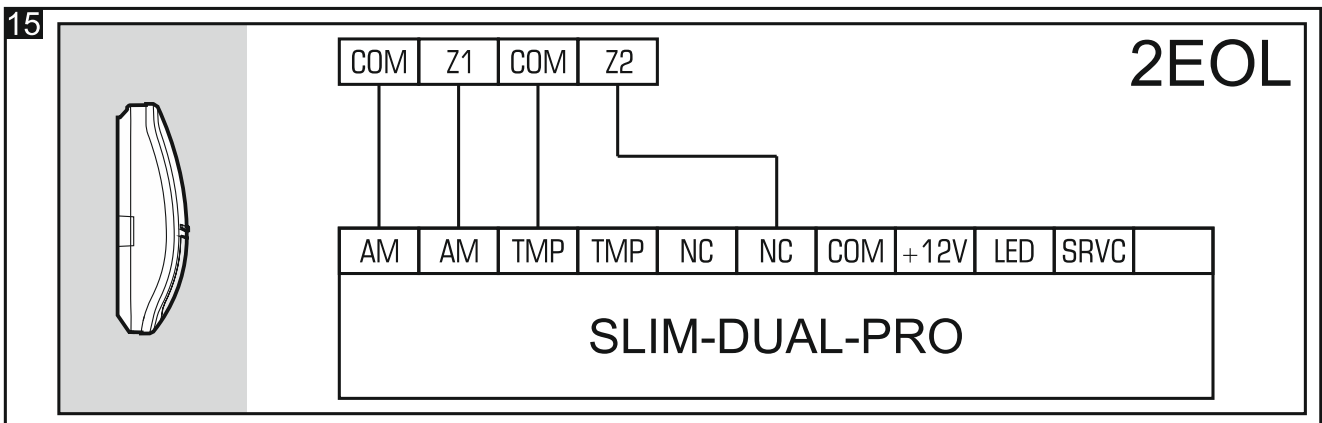 15
COM Z1 COM Z2
2EOL
AM AM TMP TMP NC NC COM +12V LED SRVC
SLIM-DUAL-PRO